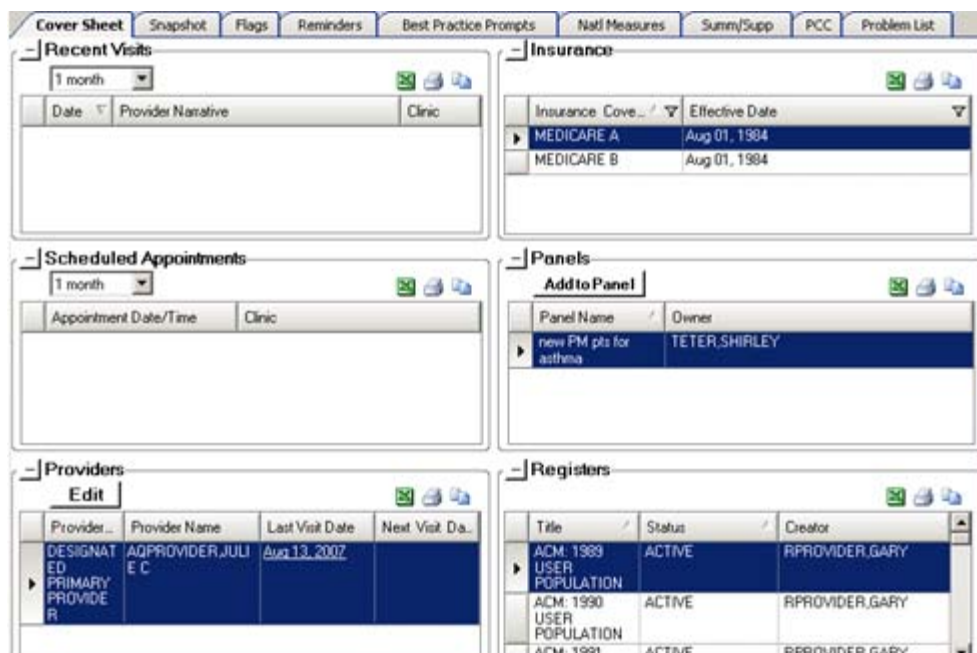 Cover Sheet Snapshot Flags Reminders Best Practice Prompts Natl Measures Summ/Supp PCC Problem List
Recent Visits
1 month
Date Provider Narrative Clinic
Insurance
Insurance Cove... Effective Date
MEDICARE A Aug 01, 1984
MEDICARE B Aug 01, 1984
Scheduled Appointments
1 month
Appointment Date/Time Clinic
Panels
Add to Panel
Panel Name Owner
new PM pts for TETER,SHIRLEY
asthma
Providers
Edit
Provider... Provider Name Last Visit Date Next Visit Da...
DESIGNAT AQPROVIDER,JULI Aug 13, 2007
ED E C
PRIMARY
PROVIDE
R
Registers
Title Status Creator
ACM: 1989 ACTIVE RPROVIDER,GARY
USER
POPULATION
ACM: 1990 ACTIVE RPROVIDER,GARY
USER
POPULATION
ACM: 1991 ACTIVE RPROVIDER,GARY